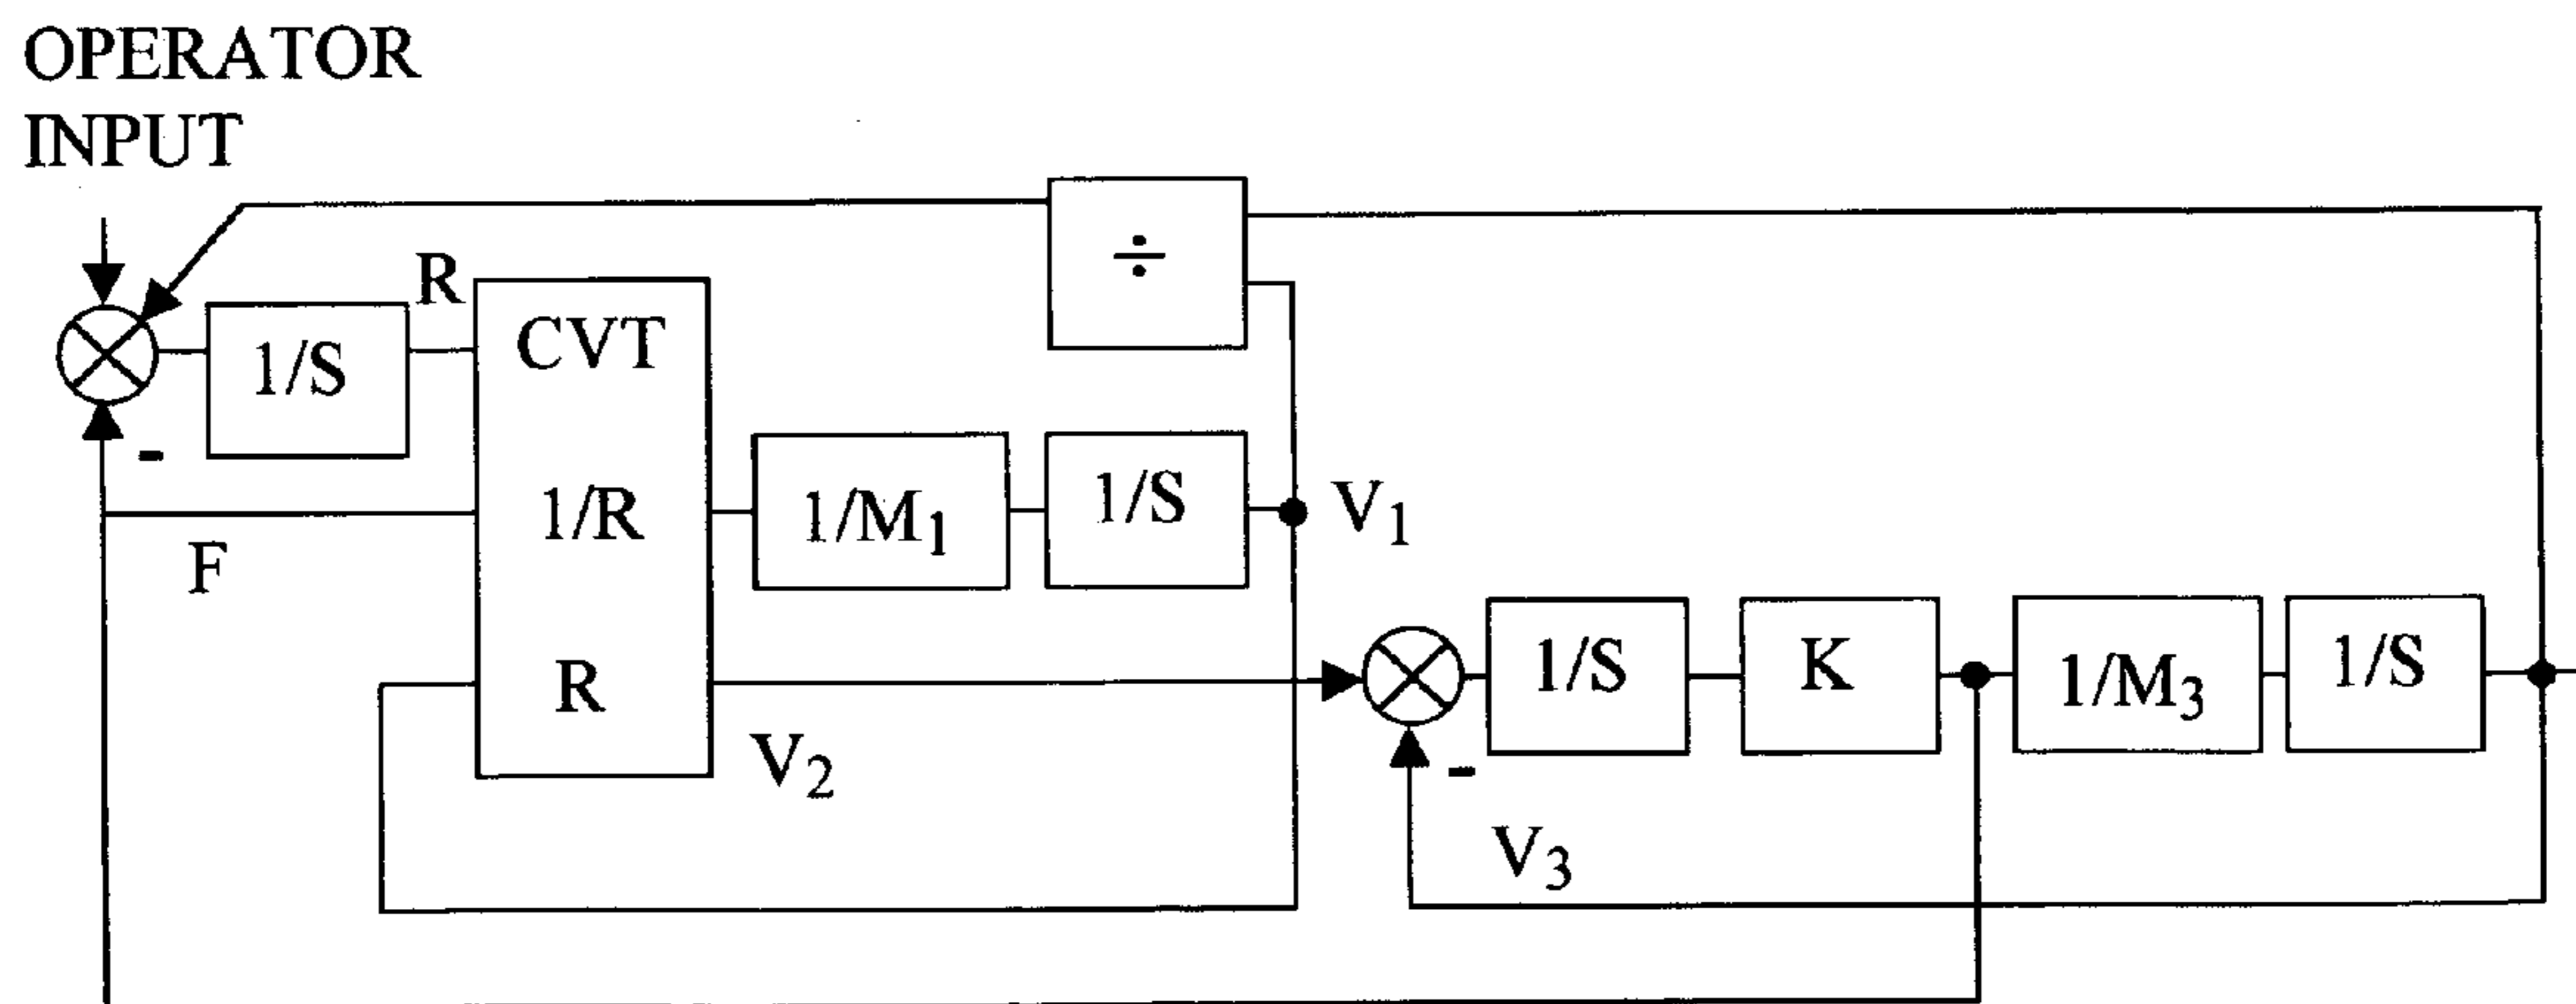 OPERATOR
INPUT
÷
R
CVT
1/S
1/R
1/M₁
1/S
V₁
-
F
R
V₂
1/S
K
1/M₃
1/S
-
V₃